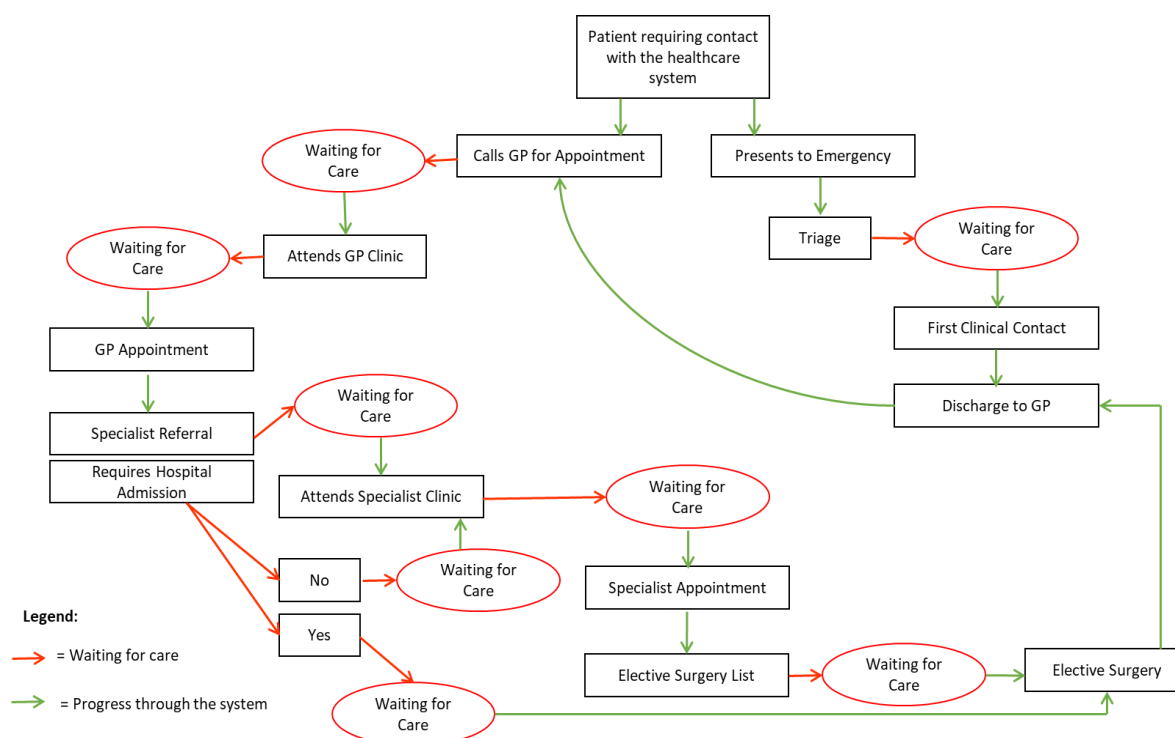 Patient requiring contact
with the healthcare
system
Waiting for
Care
Calls GP for Appointment
Presents to Emergency
Waiting for
Care
Attends GP Clinic
Triage
Waiting for
Care
GP Appointment
First Clinical Contact
Waiting for
Care
Discharge to GP
Specialist Referral
Requires Hospital
Admission
Attends Specialist Clinic
Waiting for
Care
No
Waiting for
Care
Specialist Appointment
Legend:
Yes
= Waiting for care
Elective Surgery List
Waiting for
Care
Elective Surgery
= Progress through the system
Waiting for
Care